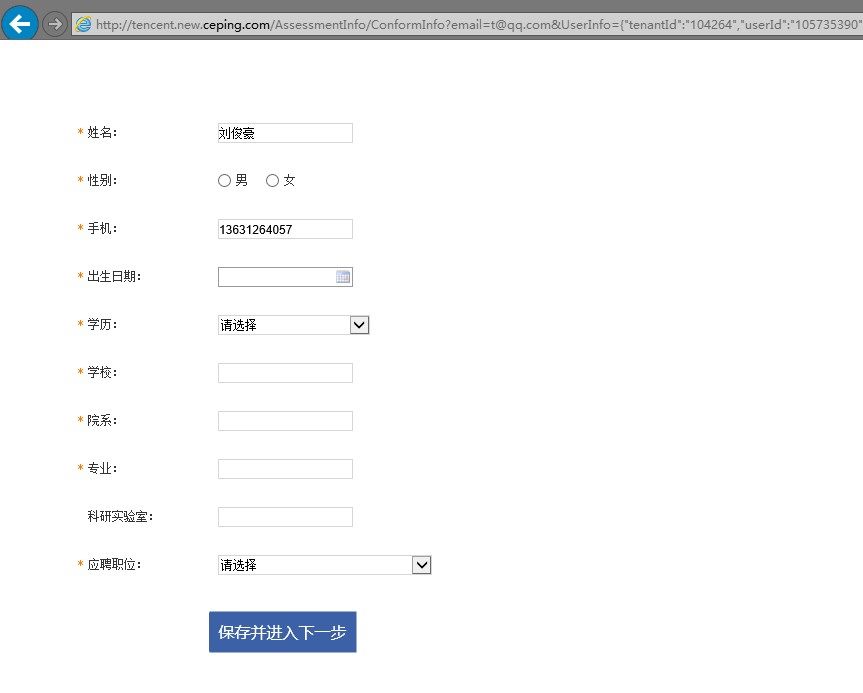 http://tencent.new.ceping.com/AssessmentInfo/ConformInfo?email=t@qq.com&UserInfo={"tenantId":"104264","userId":"105735390"
* 姓名： 刘俊豪
* 性别： 男 女
* 手机： 13631264057
* 出生日期：
* 学历： 请选择
* 学校：
* 院系：
* 专业：
科研实验室：
* 应聘职位： 请选择
保存并进入下一步